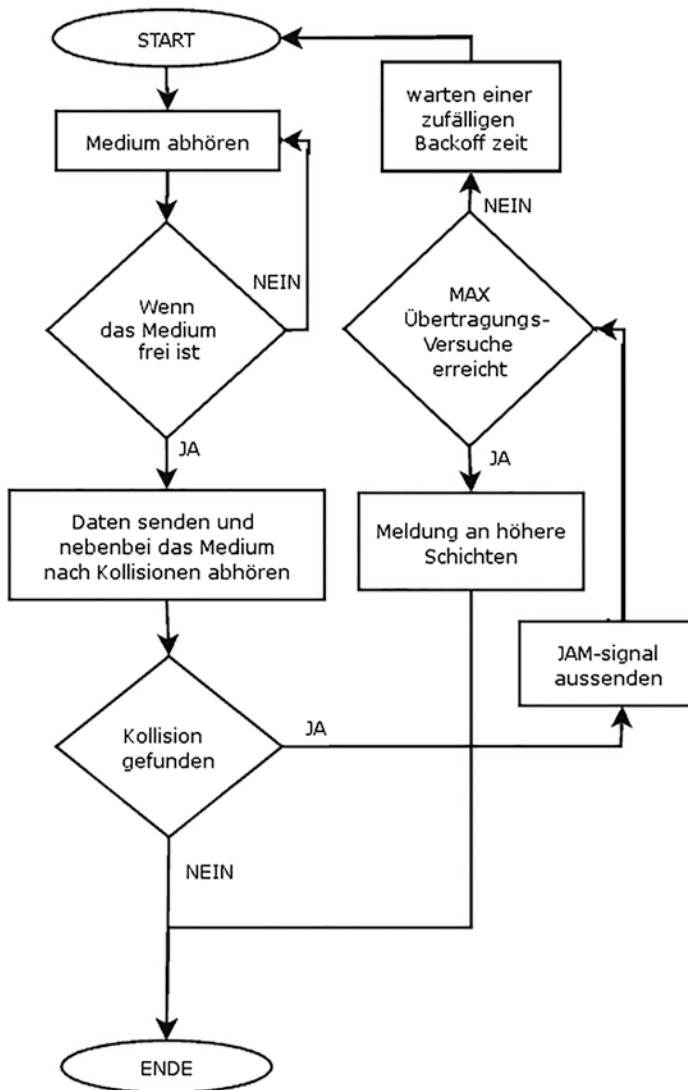 START
Medium abhören
Wenn
das Medium
frei ist
NEIN
JA
Daten senden und
nebenbei das Medium
nach Kollisionen abhören
Kollision
gefunden
JA
NEIN
ENDE
warten einer
zufälligen
Backoff zeit
NEIN
MAX
Übertragungs-
Versuche
erreicht
JA
Meldung an höhere
Schichten
JAM-signal
aussenden